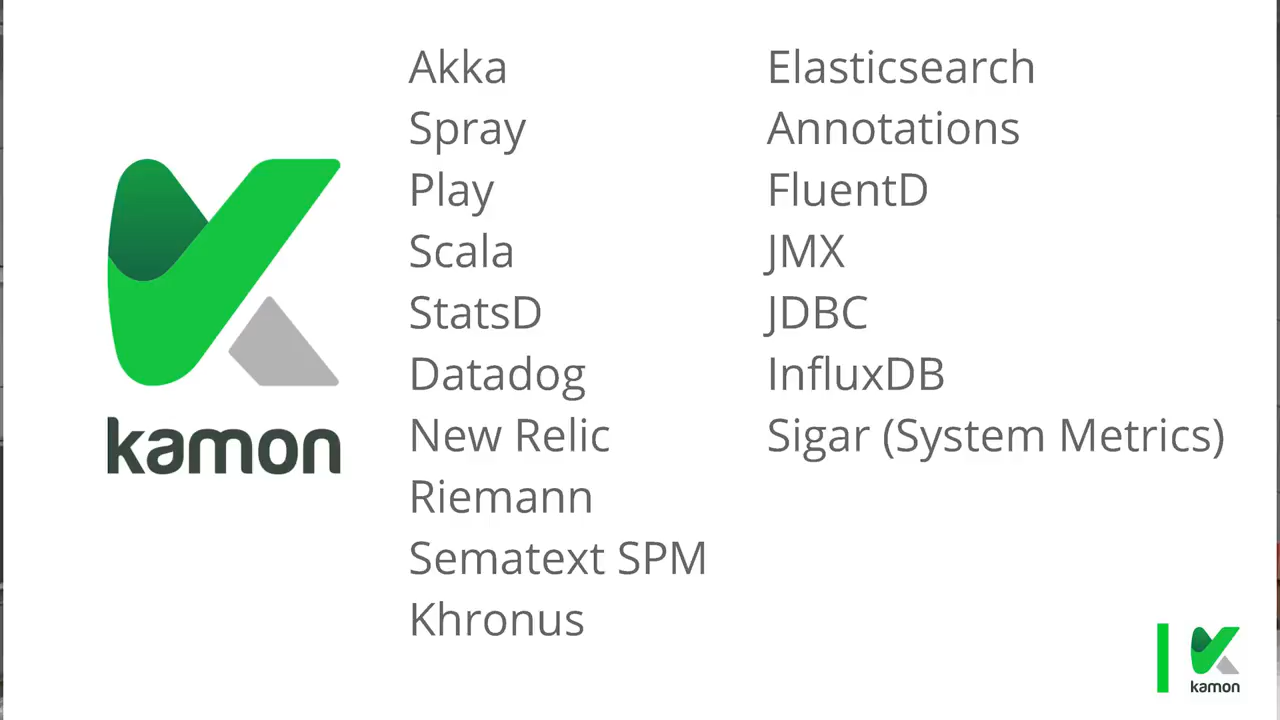 Akka
Spray
Play
Scala
StatsD
Datadog
New Relic
Riemann
Sematext SPM
Khronus
Elasticsearch
Annotations
FluentD
JMX
JDBC
InfluxDB
Sigar (System Metrics)
kamon
kamon